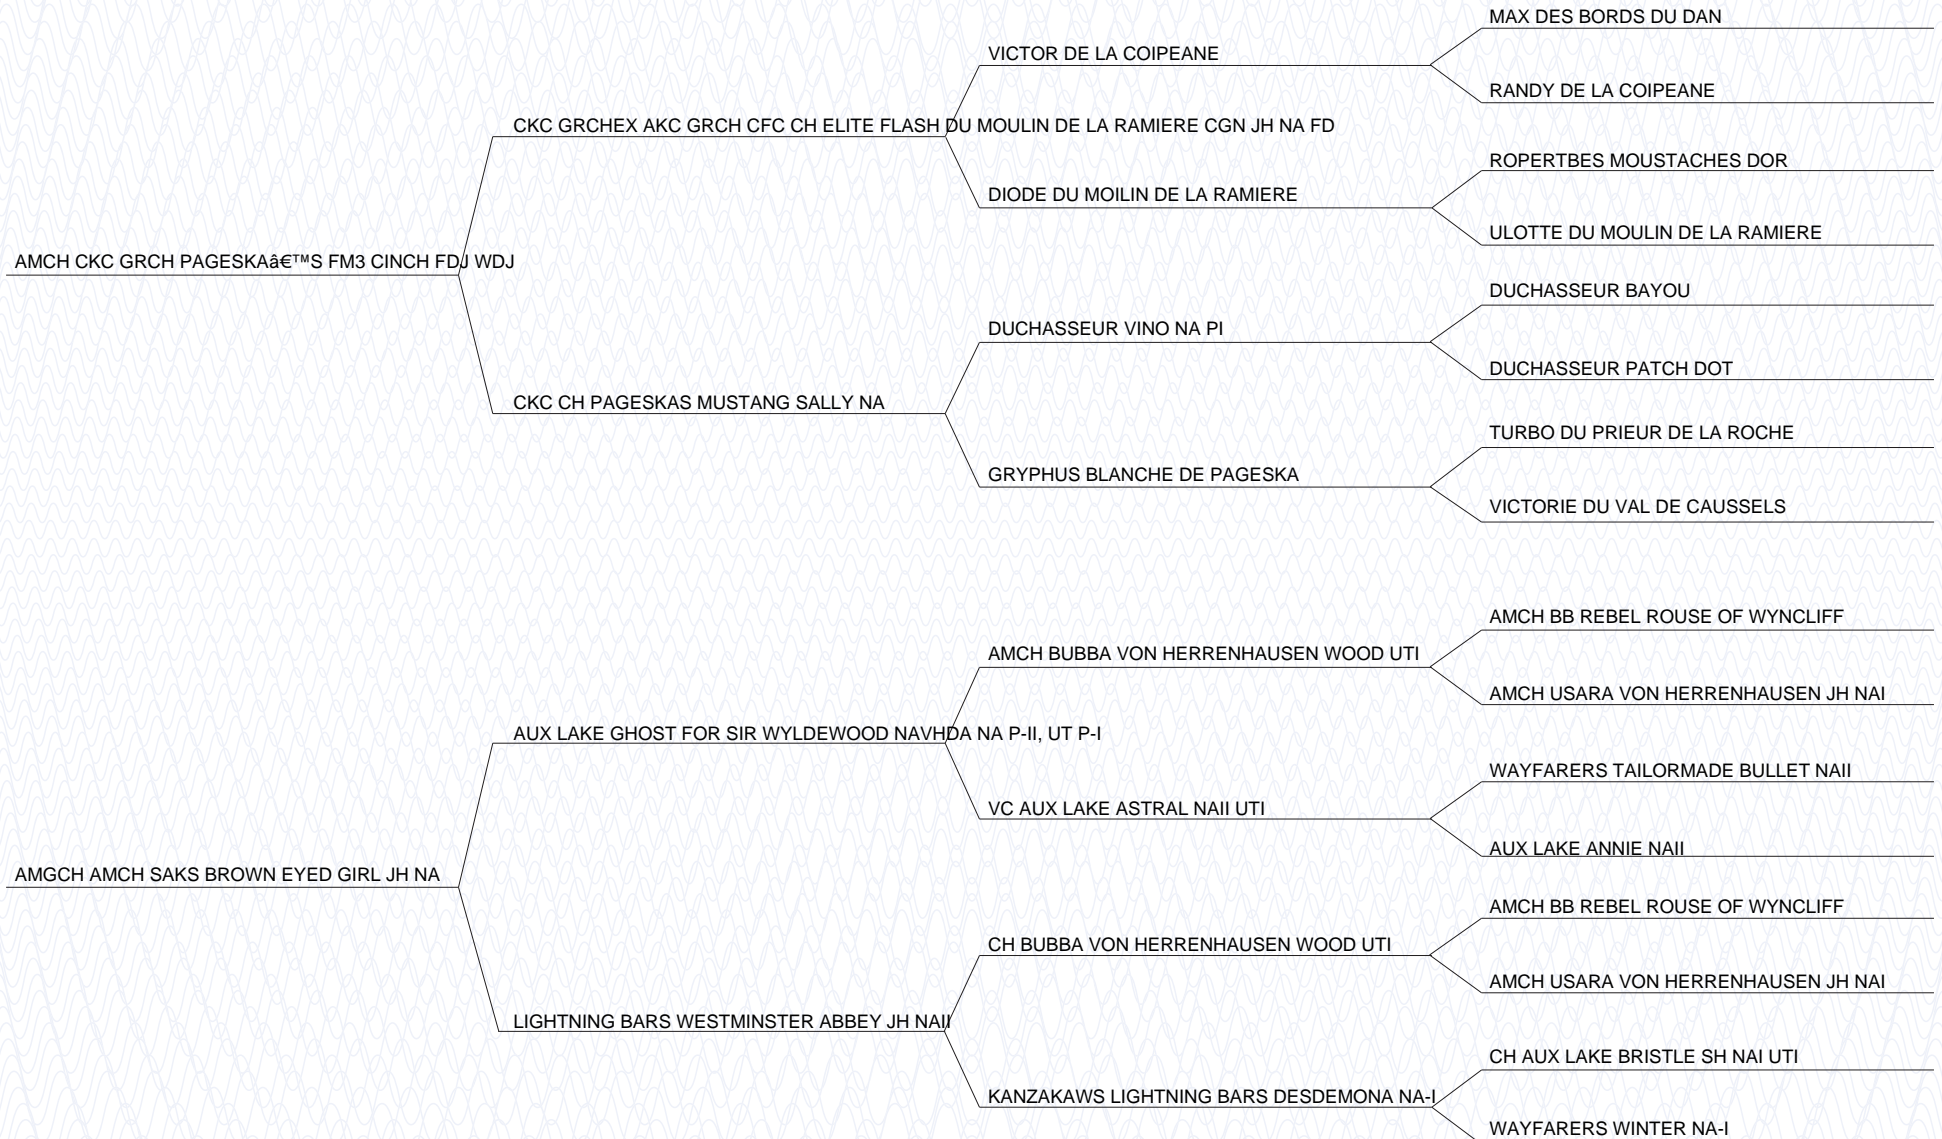 MAX DES BORDS DU DAN
VICTOR DE LA COIPEANE
RANDY DE LA COIPEANE
CKC GRCHEX AKC GRCH CFC CH ELITE FLASH DU MOULIN DE LA RAMIERE CGN JH NA FD
ROPERTBES MOUSTACHES DOR
DIODE DU MOILIN DE LA RAMIERE
ULOTTE DU MOULIN DE LA RAMIERE
AMCH CKC GRCH PAGESKAâ€™S FM3 CINCH FDJ WDJ
DUCHASSEUR BAYOU
DUCHASSEUR VINO NA PI
DUCHASSEUR PATCH DOT
CKC CH PAGESKAS MUSTANG SALLY NA
TURBO DU PRIEUR DE LA ROCHE
GRYPHUS BLANCHE DE PAGESKA
VICTORIE DU VAL DE CAUSSELS
AMCH BB REBEL ROUSE OF WYNCLIFF
AMCH BUBBA VON HERRENHAUSEN WOOD UTI
AMCH USARA VON HERRENHAUSEN JH NAI
AUX LAKE GHOST FOR SIR WYLDEWOOD NAVHDA NA P-II, UT P-I
WAYFARERS TAILORMADE BULLET NAII
VC AUX LAKE ASTRAL NAII UTI
AUX LAKE ANNIE NAII
AMGCH AMCH SAKS BROWN EYED GIRL JH NA
AMCH BB REBEL ROUSE OF WYNCLIFF
CH BUBBA VON HERRENHAUSEN WOOD UTI
AMCH USARA VON HERRENHAUSEN JH NAI
LIGHTNING BARS WESTMINSTER ABBEY JH NAII
CH AUX LAKE BRISTLE SH NAI UTI
KANZAKAWS LIGHTNING BARS DESDEMONA NA-I
WAYFARERS WINTER NA-I